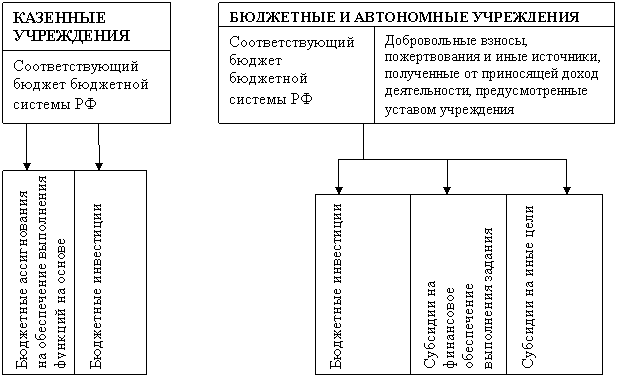 КАЗЕННЫЕ
УЧРЕЖДЕНИЯ
Соответствующий
бюджет бюджетной
системы РФ
БЮДЖЕТНЫЕ И АВТОНОМНЫЕ УЧРЕЖДЕНИЯ
Соответствующий
бюджет
бюджетной
системы РФ
Добровольные взносы,
пожертвования и иные источники,
полученные от приносящей доход
деятельности, предусмотренные
уставом учреждения
Бюджетные ассигнования
на обеспечение выполнения
функций на основе
Бюджетные инвестиции
Бюджетные инвестиции
Субсидии на
финансовое
обеспечение
выполнения задания
Субсидии на иные цели